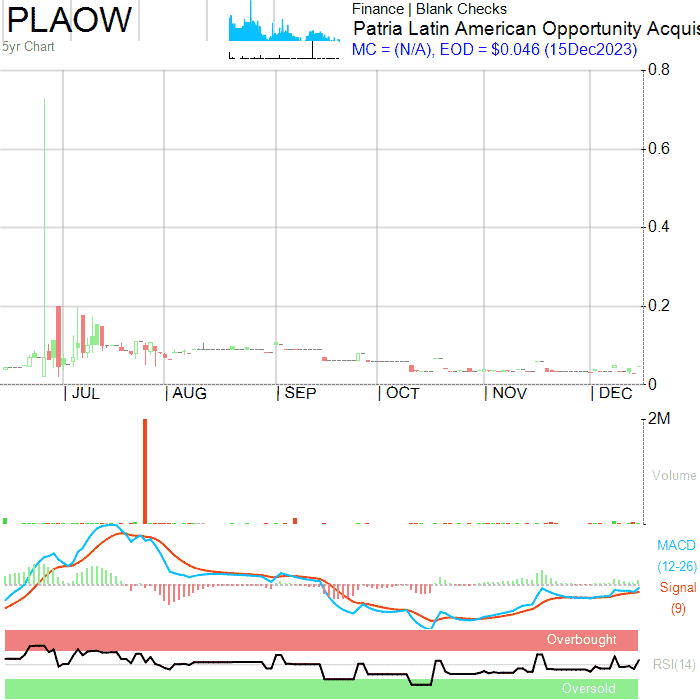 PLAOW
5yr Chart
Finance | Blank Checks
Patria Latin American Opportunity Acquis
MC = (N/A), EOD = $0.046 (15Dec2023)
0.8
0.6
0.4
0.2
0
JUL AUG SEP OCT NOV DEC
2M
Volume
MACD
(12-26)
Signal
(9)
Overbought
RSI(14)
Oversold